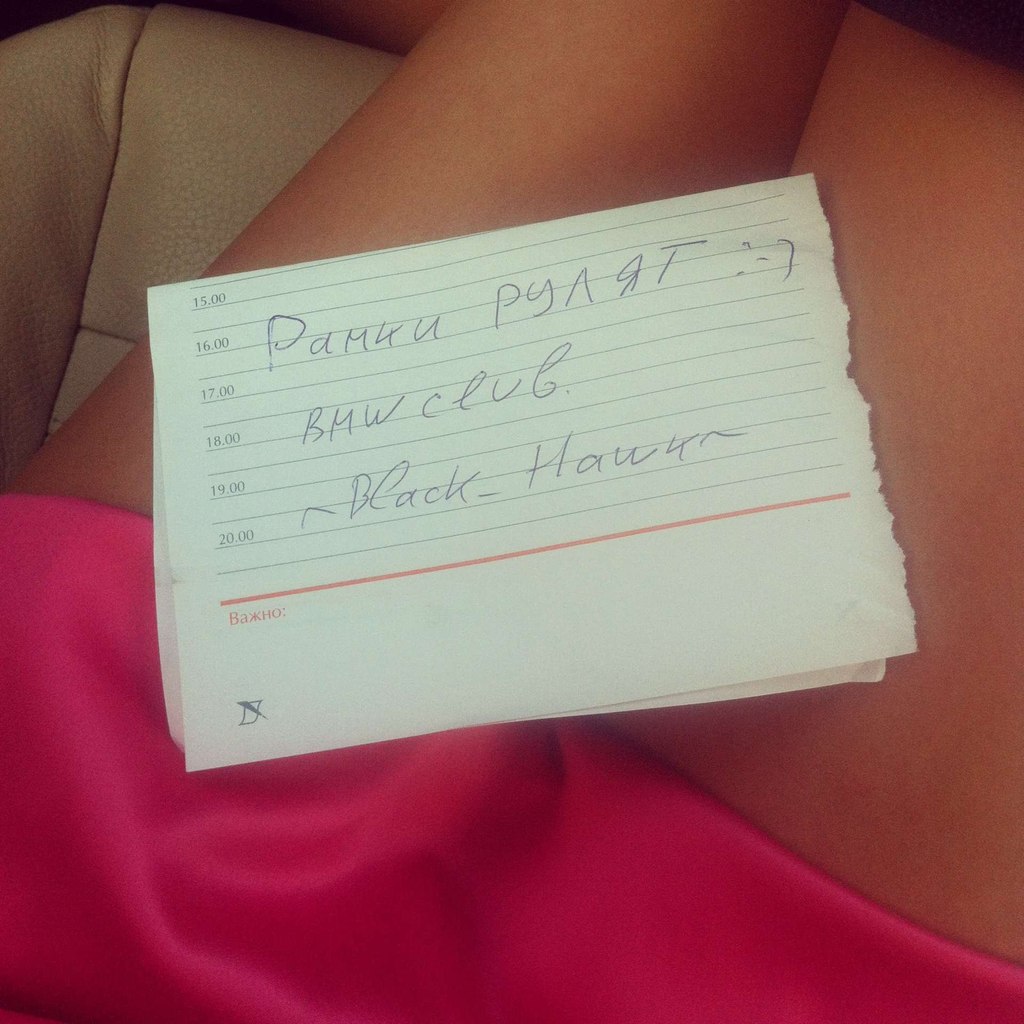 15.00
16.00
17.00
18.00
19.00
20.00
Рамки РУЛЯТ :-)
BMW club.
~Black_Hawk~
Важно: